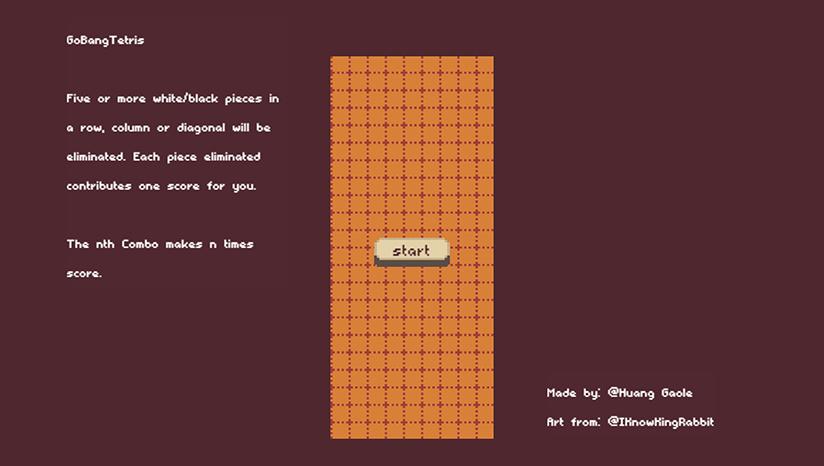 GoBangTetris
Five or more white/black pieces in
a row, column or diagonal will be
eliminated. Each piece eliminated
contributes one score for you.
The nth Combo makes n times
score.
start
Made by: @Huang Gaole
Art from: @IKnowKingRabbit